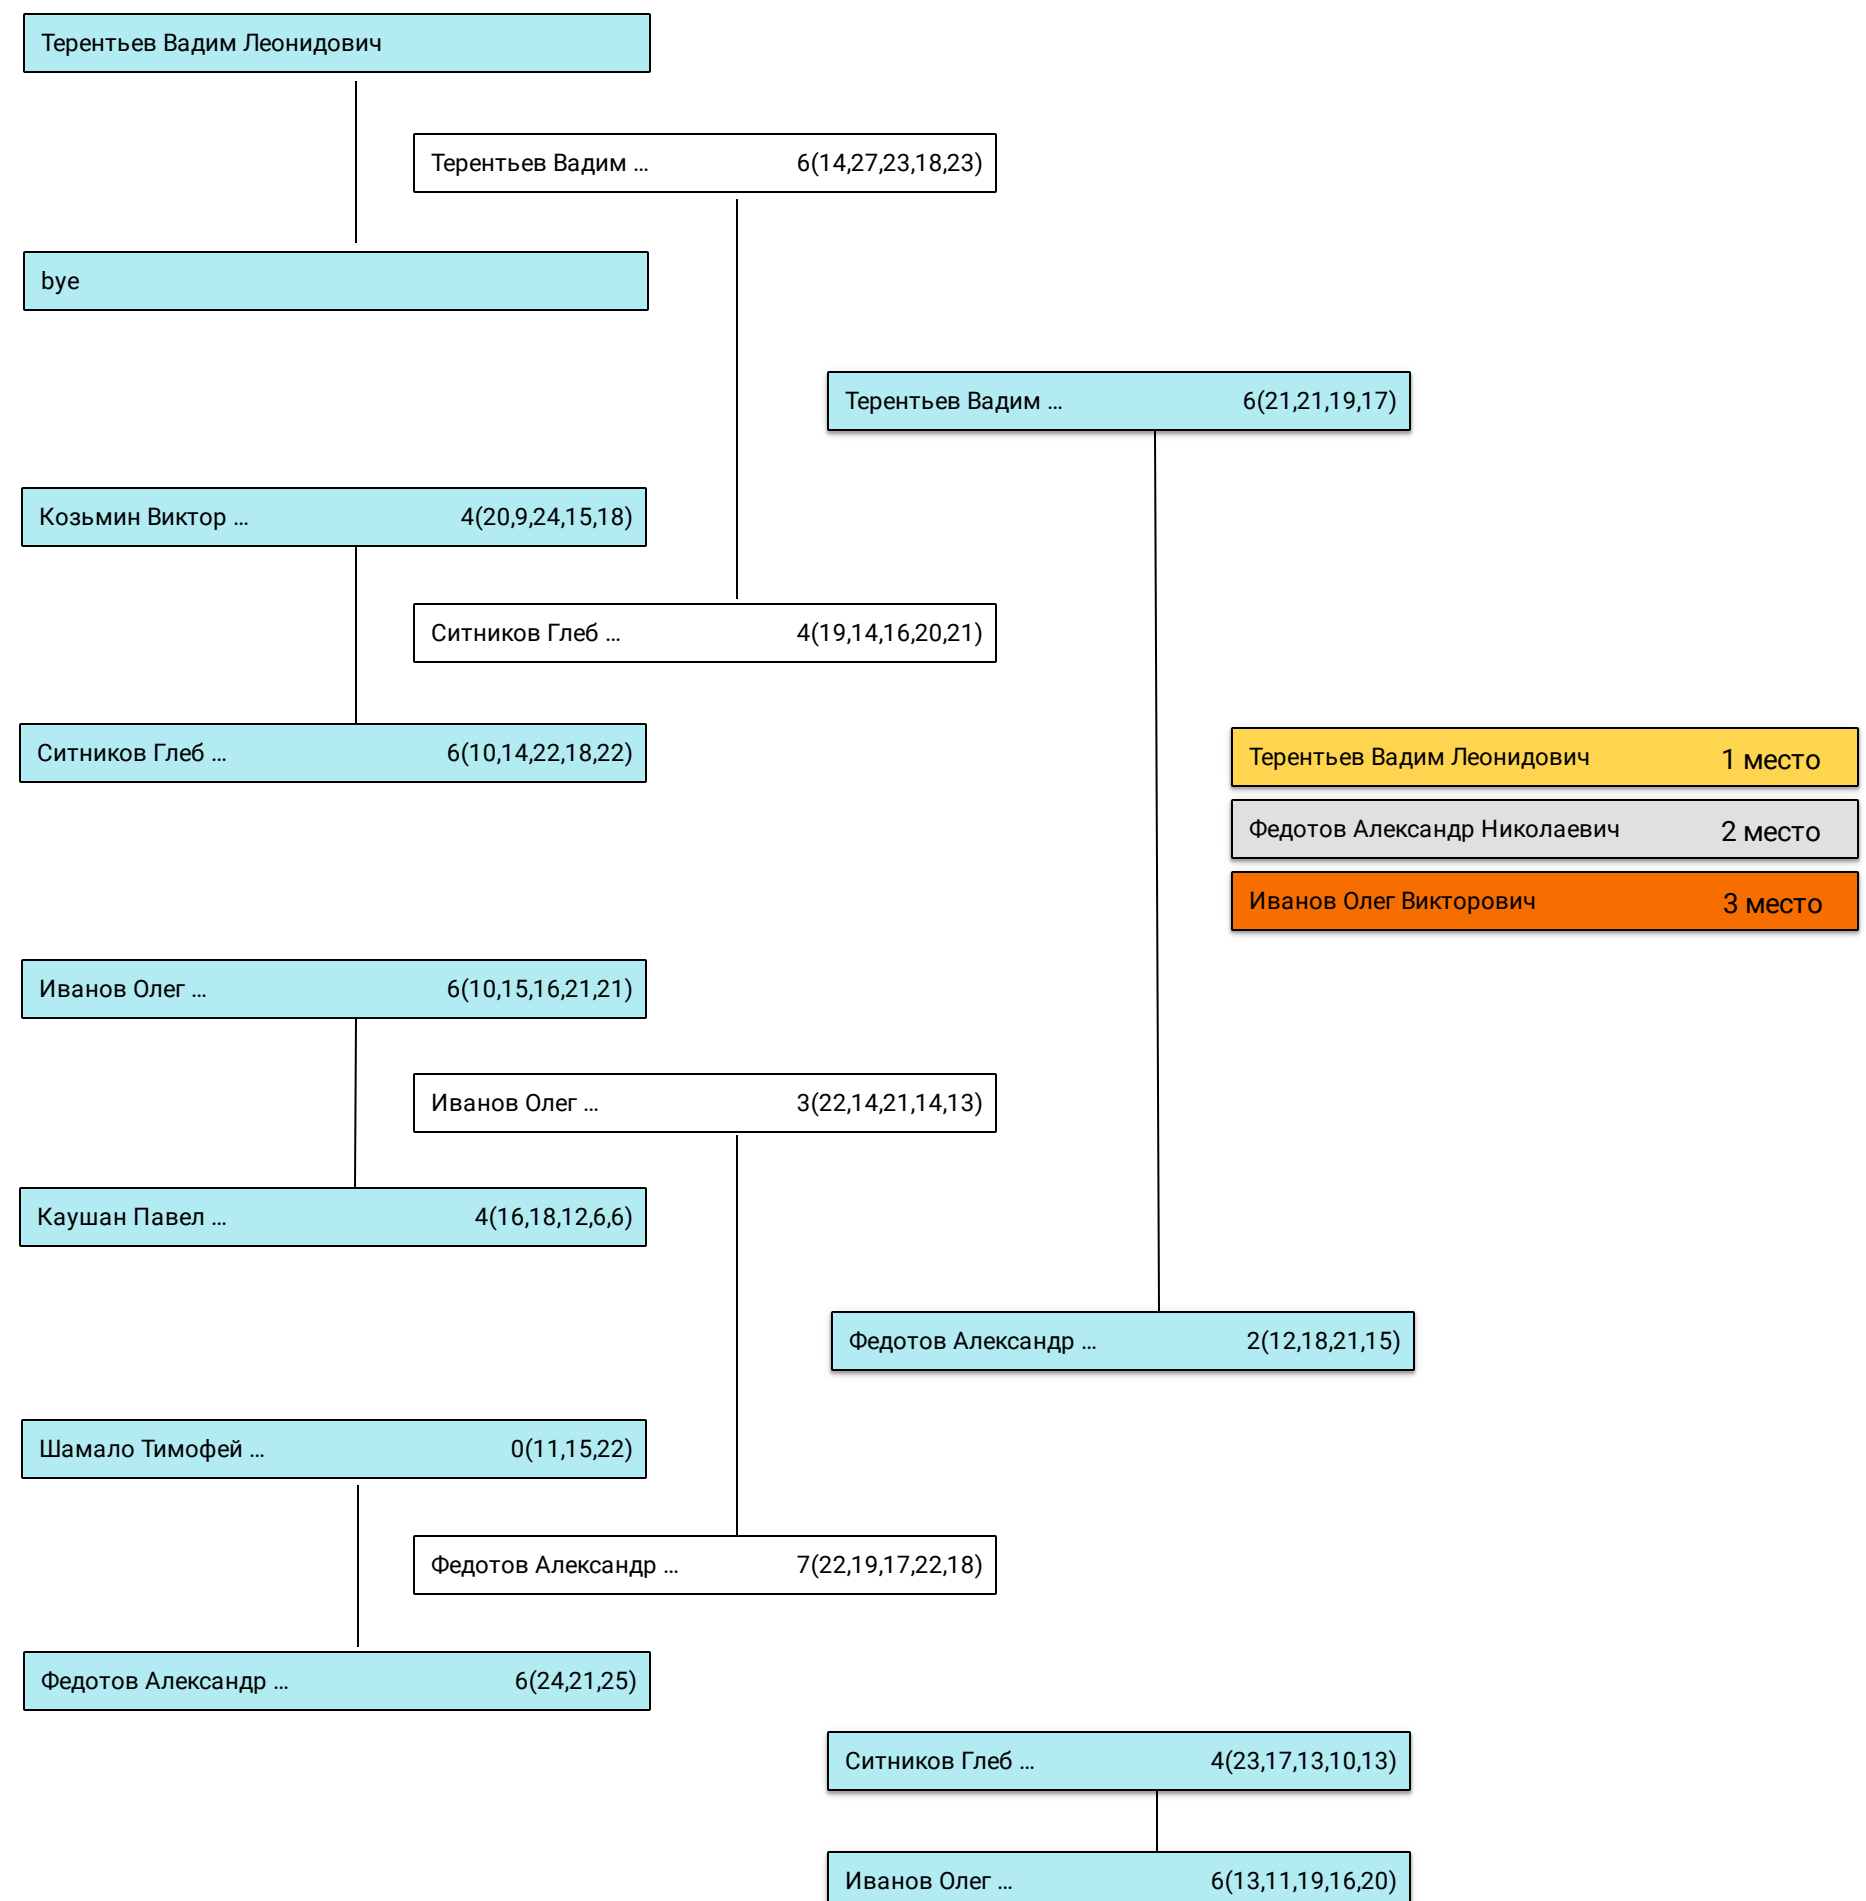 Терентьев Вадим Леонидович
Терентьев Вадим ... 6(14,27,23,18,23)
bye
Терентьев Вадим ... 6(21,21,19,17)
Козьмин Виктор ... 4(20,9,24,15,18)
Ситников Глеб ... 4(19,14,16,20,21)
Ситников Глеб ... 6(10,14,22,18,22)
Терентьев Вадим Леонидович 1 место
Федотов Александр Николаевич 2 место
Иванов Олег Викторович 3 место
Иванов Олег ... 6(10,15,16,21,21)
Иванов Олег ... 3(22,14,21,14,13)
Каушан Павел ... 4(16,18,12,6,6)
Федотов Александр ... 2(12,18,21,15)
Шамало Тимофей ... 0(11,15,22)
Федотов Александр ... 7(22,19,17,22,18)
Федотов Александр ... 6(24,21,25)
Ситников Глеб ... 4(23,17,13,10,13)
Иванов Олег ... 6(13,11,19,16,20)